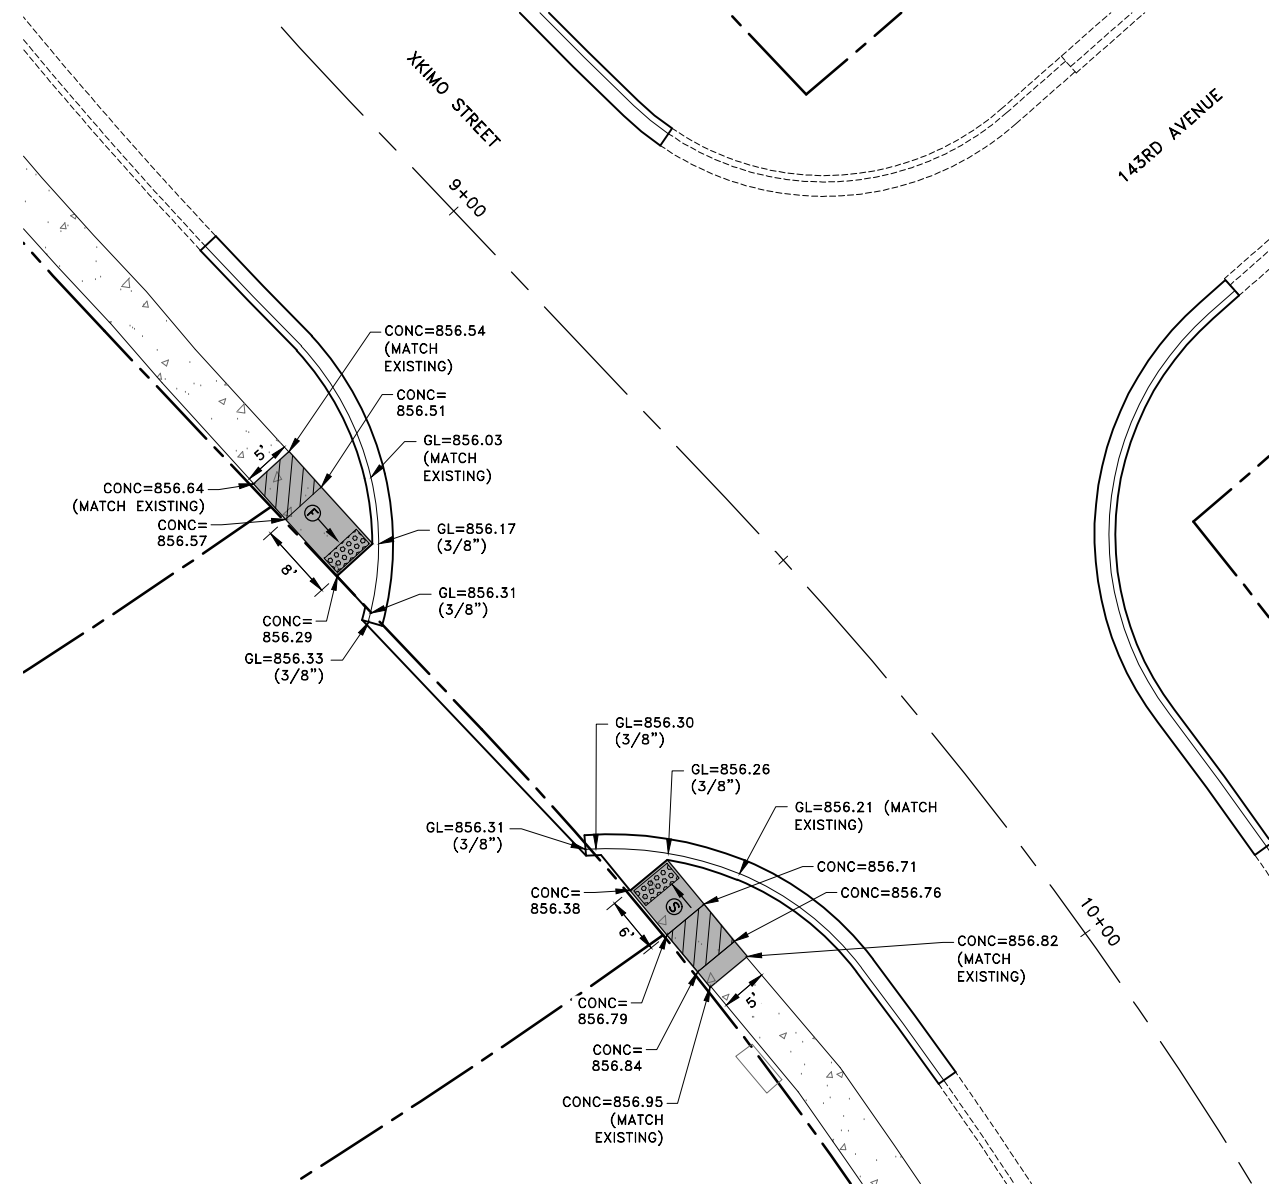 XKIMO STREET
143RD AVENUE
9+00
CONC=856.54
(MATCH
EXISTING)
CONC=
856.51
GL=856.03
(MATCH
EXISTING)
5'
CONC=856.64
(MATCH EXISTING)
CONC=
856.57
F
GL=856.17
(3/8")
8'
GL=856.31
(3/8")
CONC=
856.29
GL=856.33
(3/8")
GL=856.30
(3/8")
GL=856.26
(3/8")
GL=856.21 (MATCH
EXISTING)
GL=856.31
(3/8")
CONC=856.71
CONC=856.76
CONC=
856.38
S
6'
10+00
CONC=856.82
(MATCH
EXISTING)
5'
CONC=
856.79
CONC=
856.84
CONC=856.95
(MATCH
EXISTING)